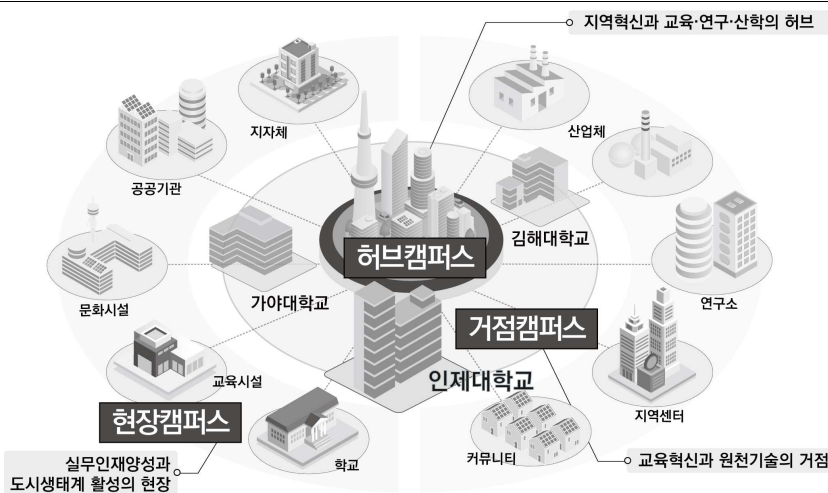 지역혁신과 교육·연구·산학의 허브
지자체
산업체
공공기관
김해대학교
허브캠퍼스
문화시설
가야대학교
연구소
거점캠퍼스
교육시설
인제대학교
지역센터
현장캠퍼스
학교
커뮤니티
교육혁신과 원천기술의 거점
실무인재양성과
도시생태계 활성의 현장